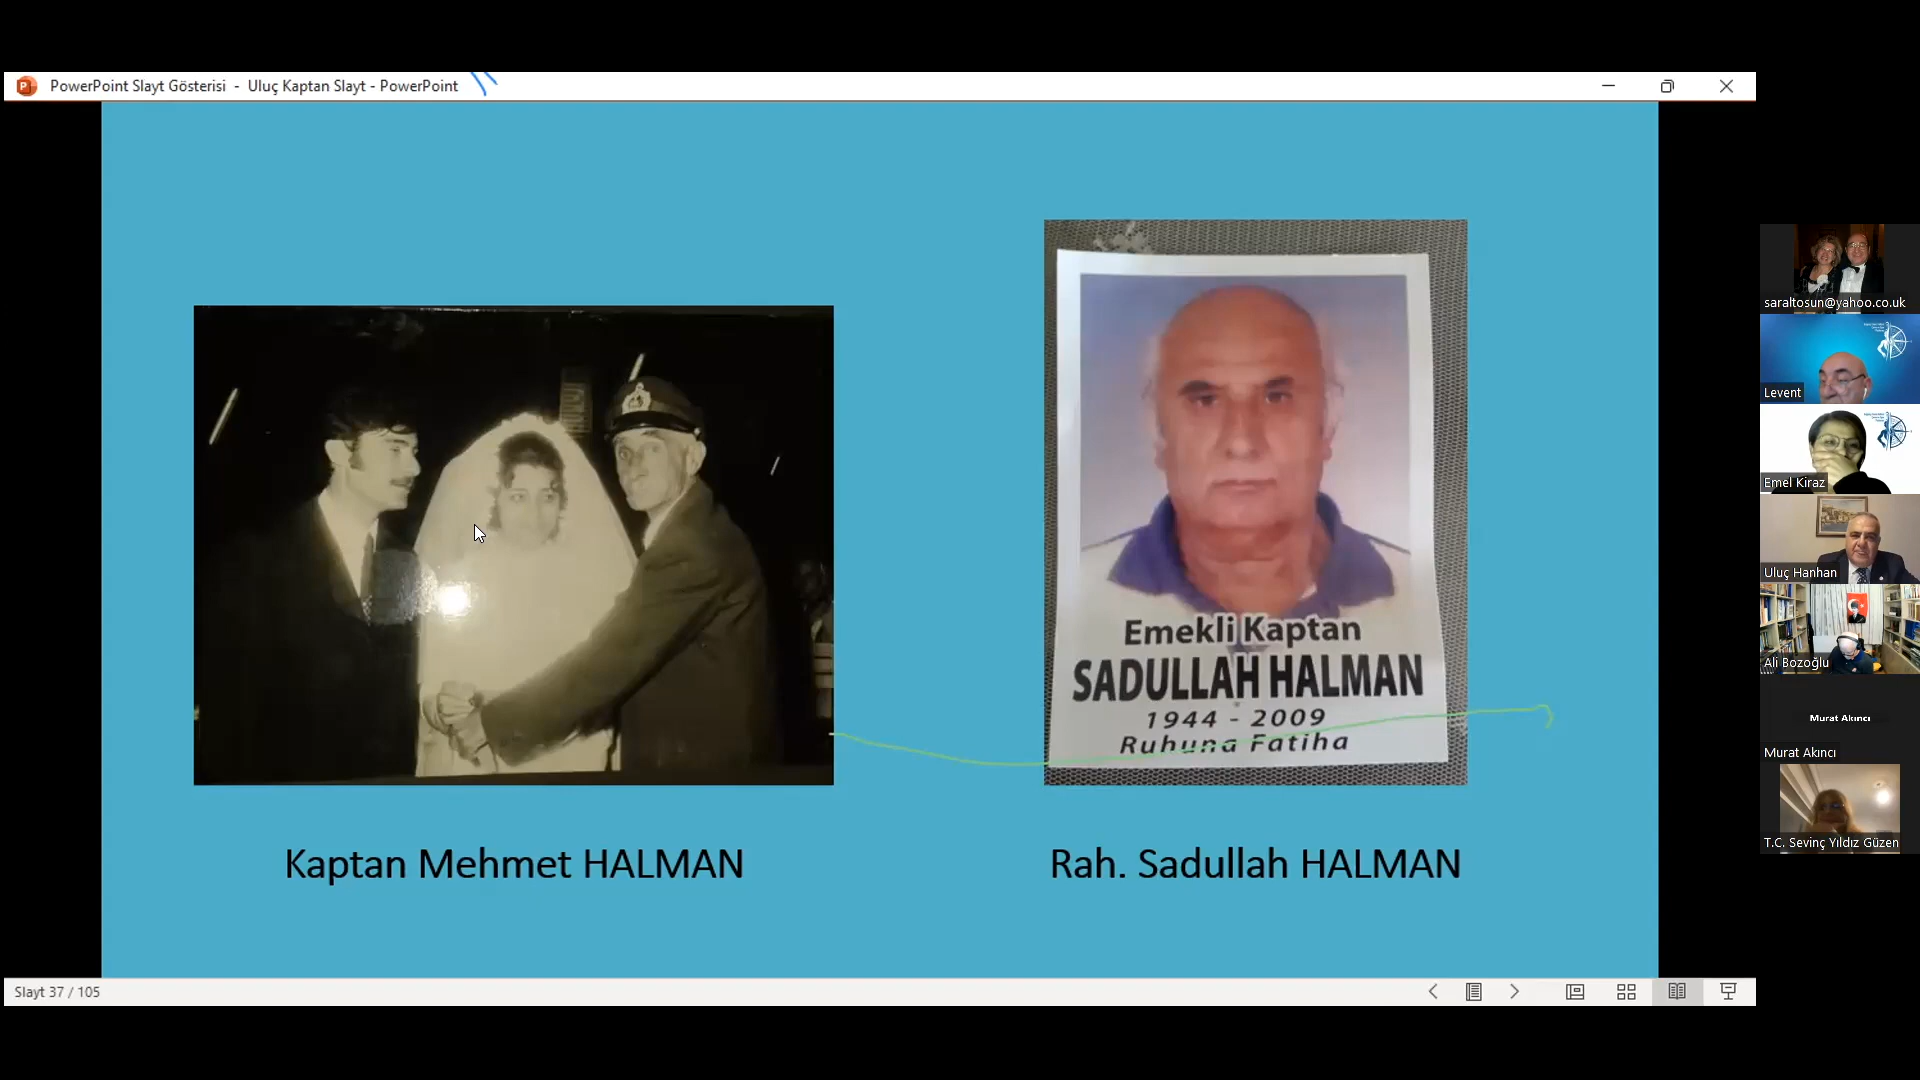 PowerPoint Slayt Gösterisi - Uluç Kaptan Slayt - PowerPoint
Emekli Kaptan
SADULLAH HALMAN
1944 - 2009
Ruhuna Fatiha
Kaptan Mehmet HALMAN
Rah. Sadullah HALMAN
Slayt 37 / 105
saraltosun@yahoo.co.uk
Levent
Emel Kiraz
Uluç Hanhan
Ali Bozoğlu
Murat Akıncı
Murat Akıncı
T.C. Sevinç Yıldız Güzen